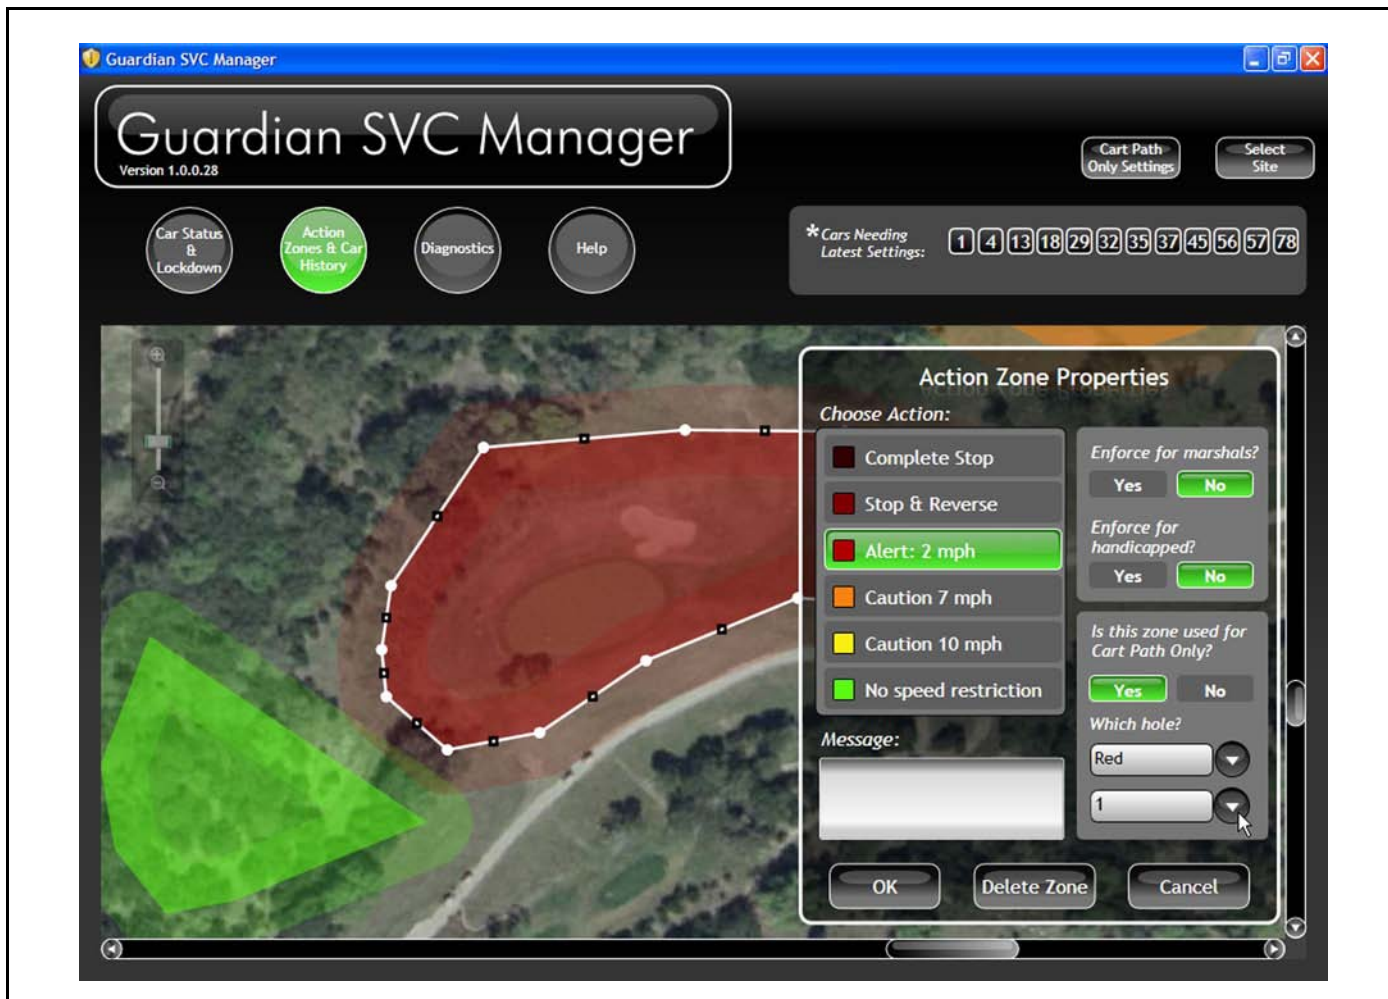 Guardian SVC Manager
Guardian SVC Manager
Version 1.0.0.28
Cart Path
Only Settings
Select
Site
Car Status
&
Lockdown
Action
Zones & Car
History
Diagnostics
Help
*Cars Needing
Latest Settings:
1 4 13 18 29 32 35 37 45 56 57 78
Action Zone Properties
Choose Action:
Complete Stop
Stop & Reverse
Alert: 2 mph
Caution 7 mph
Caution 10 mph
No speed restriction
Message:
Enforce for marshals?
Yes No
Enforce for
handicapped?
Yes No
Is this zone used for
Cart Path Only?
Yes No
Which hole?
Red
1
OK Delete Zone Cancel